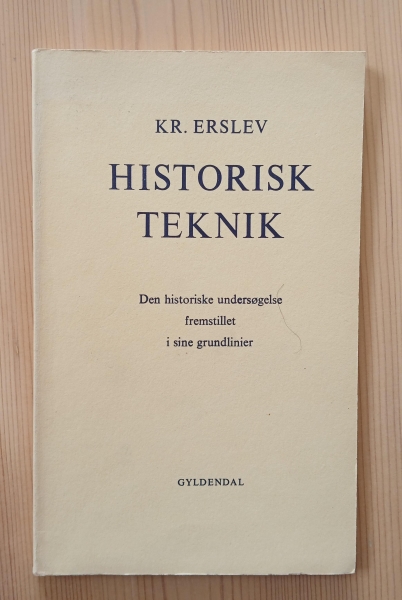 KR. ERSLEV
HISTORISK
TEKNIK
Den historiske undersøgelse
fremstillet
i sine grundlinier
GYLDENDAL